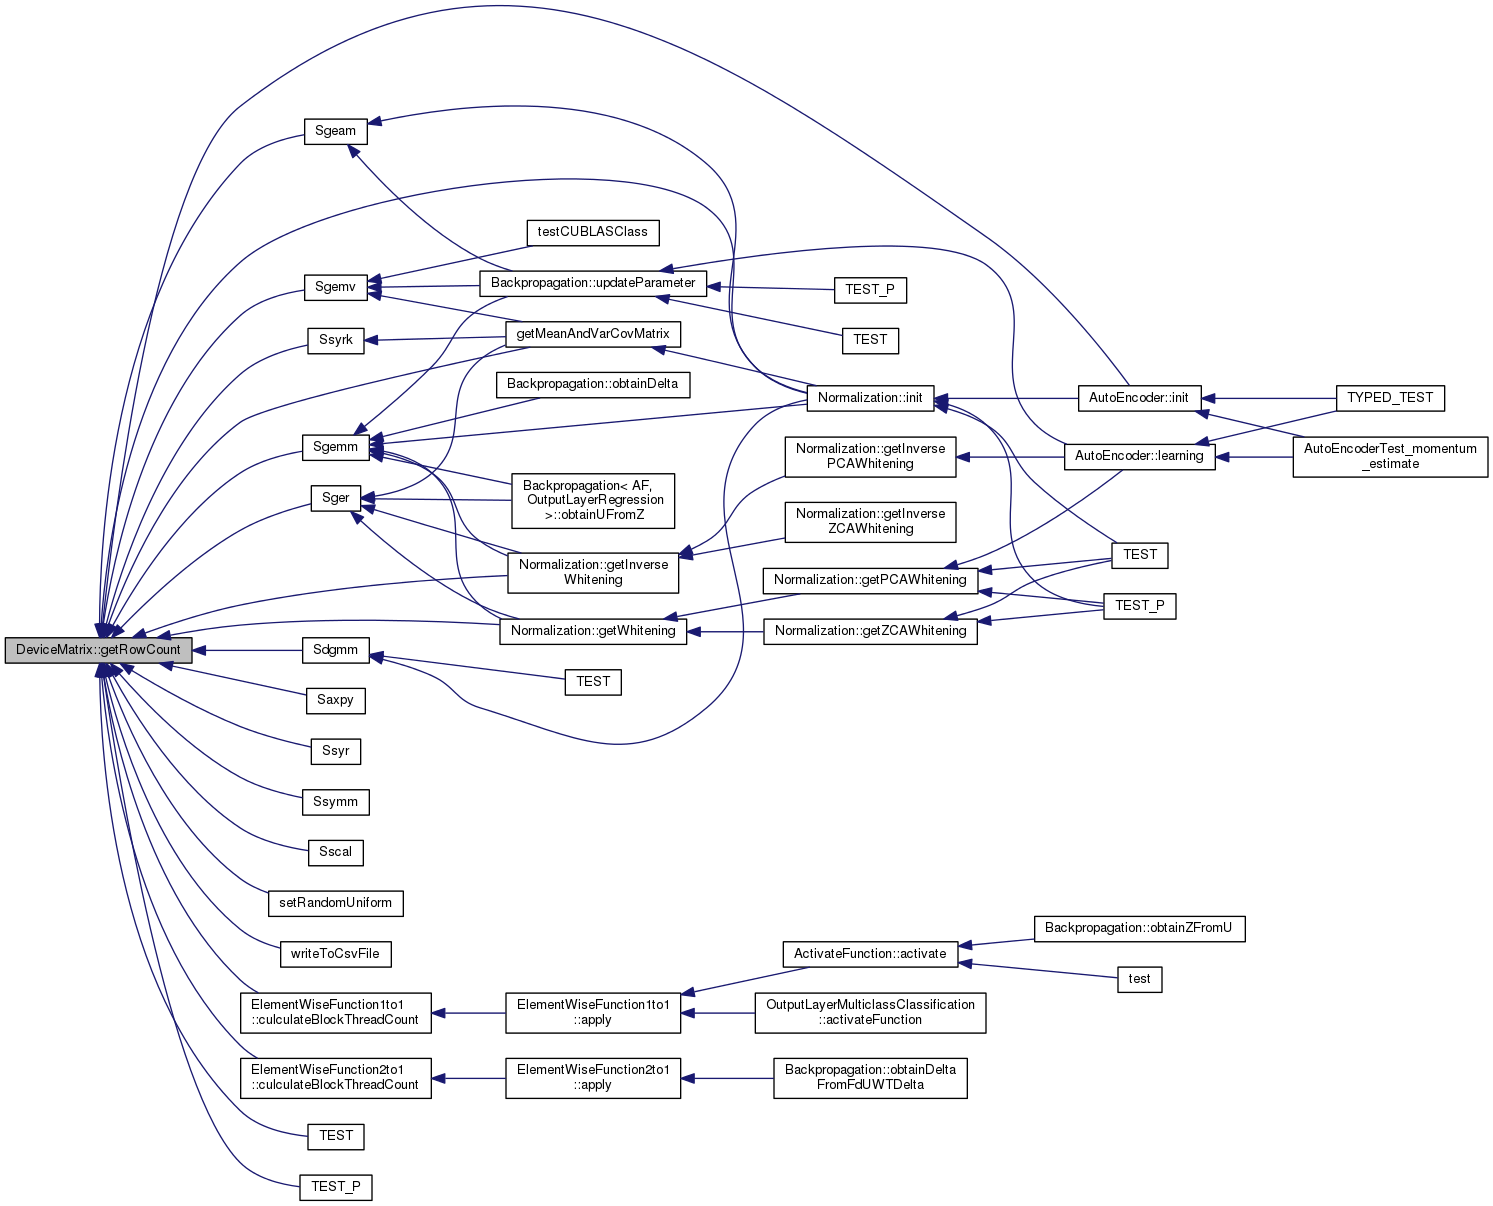 Sgeam
testCUBLASClass
Sgemv
Backpropagation::updateParameter
TEST_P
getMeanAndVarCovMatrix
TEST
Ssyrk
Backpropagation::obtainDelta
Normalization::init
AutoEncoder::init
TYPED_TEST
Sgemm
Normalization::getInverse
PCAWhitening
AutoEncoder::learning
AutoEncoderTest_momentum
_estimate
Sger
Backpropagation< AF,
OutputLayerRegression
>::obtainUFromZ
Normalization::getInverse
ZCAWhitening
Normalization::getInverse
Whitening
TEST
Normalization::getPCAWhitening
TEST_P
Normalization::getWhitening
Normalization::getZCAWhitening
DeviceMatrix::getRowCount
Sdgmm
TEST
Saxpy
Ssyr
Ssymm
Sscal
setRandomUniform
writeToCsvFile
ActivateFunction::activate
Backpropagation::obtainZFromU
test
ElementWiseFunction1to1
::culculateBlockThreadCount
ElementWiseFunction1to1
::apply
OutputLayerMulticlassClassification
::activateFunction
ElementWiseFunction2to1
::culculateBlockThreadCount
ElementWiseFunction2to1
::apply
Backpropagation::obtainDelta
FromFdUWTDelta
TEST
TEST_P